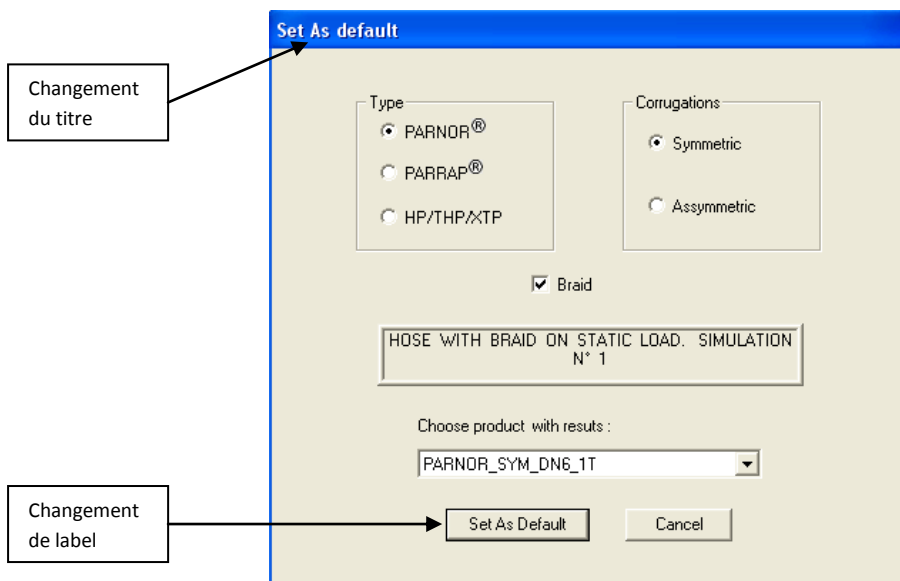 Set As default
Changement
du titre
Type
PARNOR®
PARRAP®
HP/THP/XTP
Corrugations
Symmetric
Assymmetric
Braid
HOSE WITH BRAID ON STATIC LOAD. SIMULATION
N° 1
Choose product with resuts :
PARNOR_SYM_DN6_1T
Changement
de label
Set As Default
Cancel